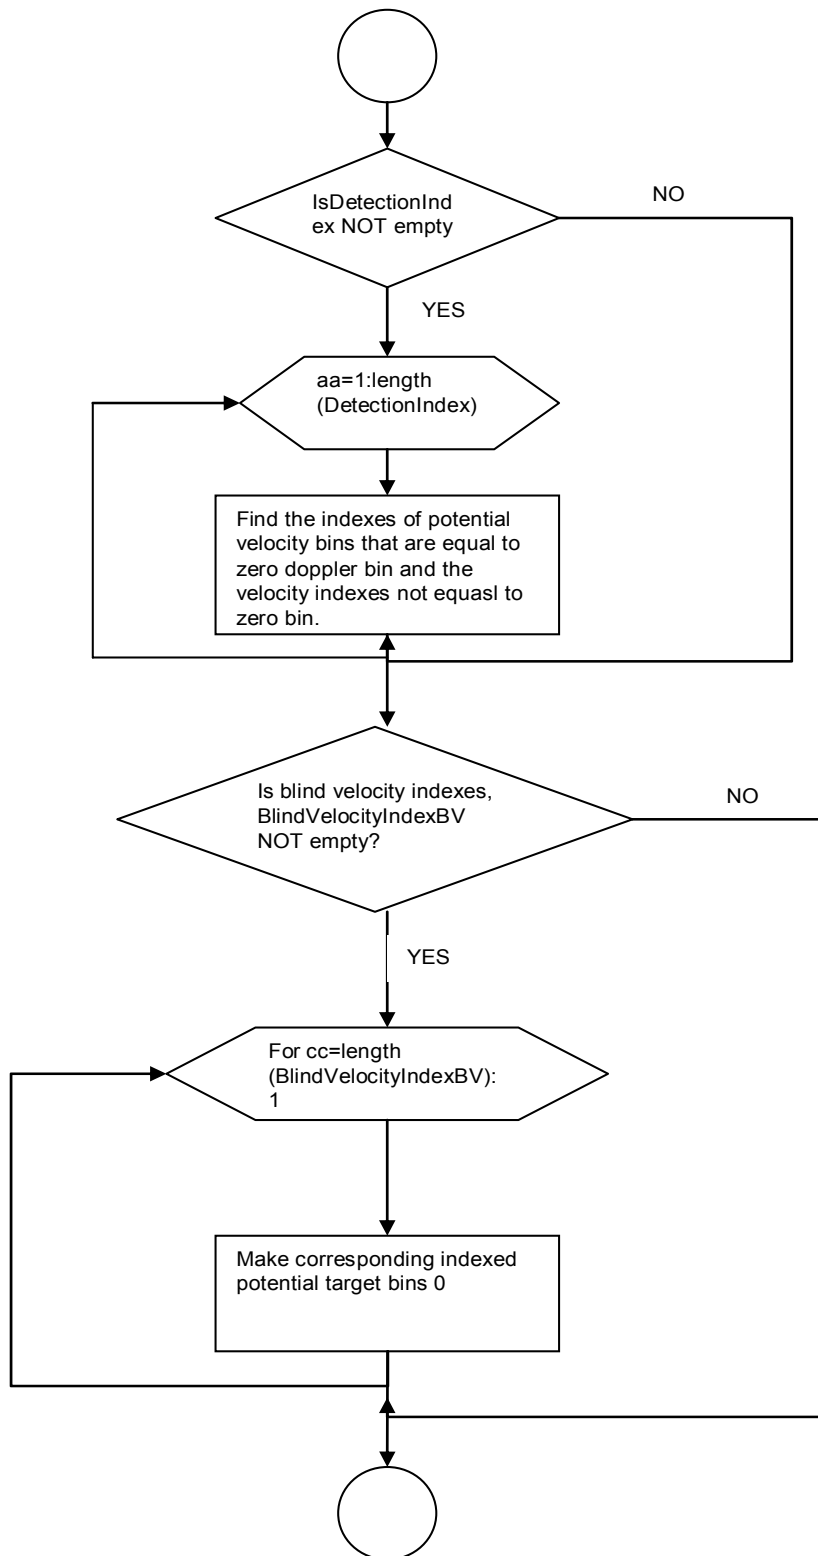 IsDetectionInd
ex NOT empty
NO
YES
aa=1:length
(DetectionIndex)
Find the indexes of potential
velocity bins that are equal to
zero doppler bin and the
velocity indexes not equasl to
zero bin.
Is blind velocity indexes,
BlindVelocityIndexBV
NOT empty?
NO
YES
For cc=length
(BlindVelocityIndexBV):
1
Make corresponding indexed
potential target bins 0